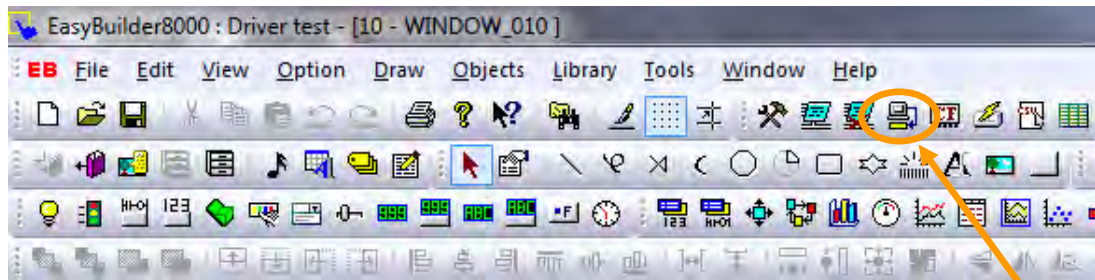 EasyBuilder8000 : Driver test - [10 - WINDOW_010 ]
EB File Edit View Option Draw Objects Library Tools Window Help